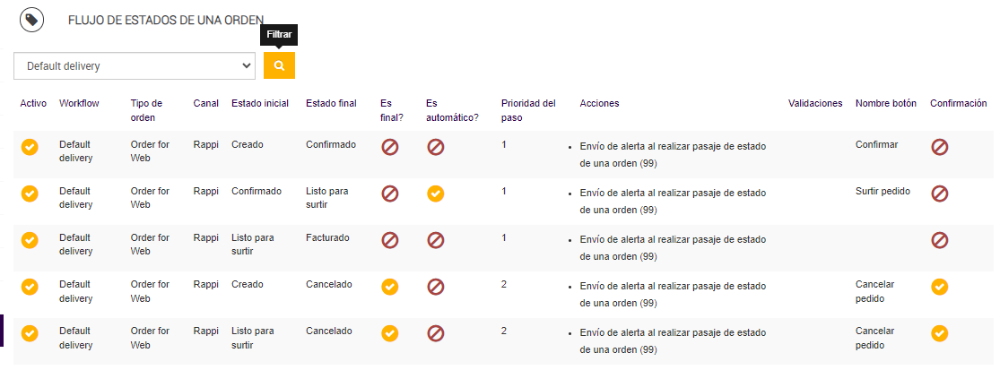 FLUJO DE ESTADOS DE UNA ORDEN
Filtrar
Default delivery
Activo Workflow Tipo de orden Canal Estado inicial Estado final Es final? Es automático? Prioridad del paso Acciones Validaciones Nombre botón Confirmación
Default delivery Order for Web Rappi Creado Confirmado 1 • Envío de alerta al realizar pasaje de estado de una orden (99) Confirmar
Default delivery Order for Web Rappi Confirmado Listo para surtir 1 • Envío de alerta al realizar pasaje de estado de una orden (99) Surtir pedido
Default delivery Order for Web Rappi Listo para surtir Facturado 1 • Envío de alerta al realizar pasaje de estado de una orden (99)
Default delivery Order for Web Rappi Creado Cancelado 2 • Envío de alerta al realizar pasaje de estado de una orden (99) Cancelar pedido
Default delivery Order for Web Rappi Listo para surtir Cancelado 2 • Envío de alerta al realizar pasaje de estado de una orden (99) Cancelar pedido